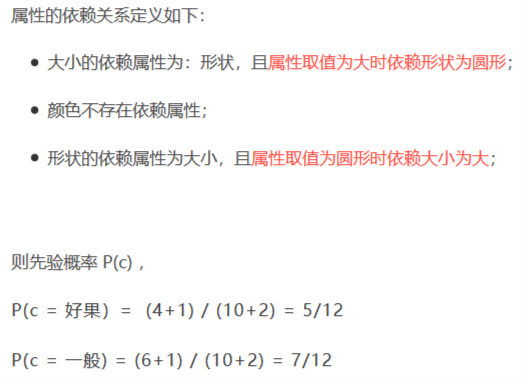 属性的依赖关系定义如下：
● 大小的依赖属性为：形状，且属性取值为大时依赖形状为圆形；
● 颜色不存在依赖属性；
● 形状的依赖属性为大小，且属性取值为圆形时依赖大小为大；
则先验概率 P(c) ，
P(c = 好果） = （4+1) / (10+2) = 5/12
P(c = 一般) = (6+1) / (10+2) = 7/12